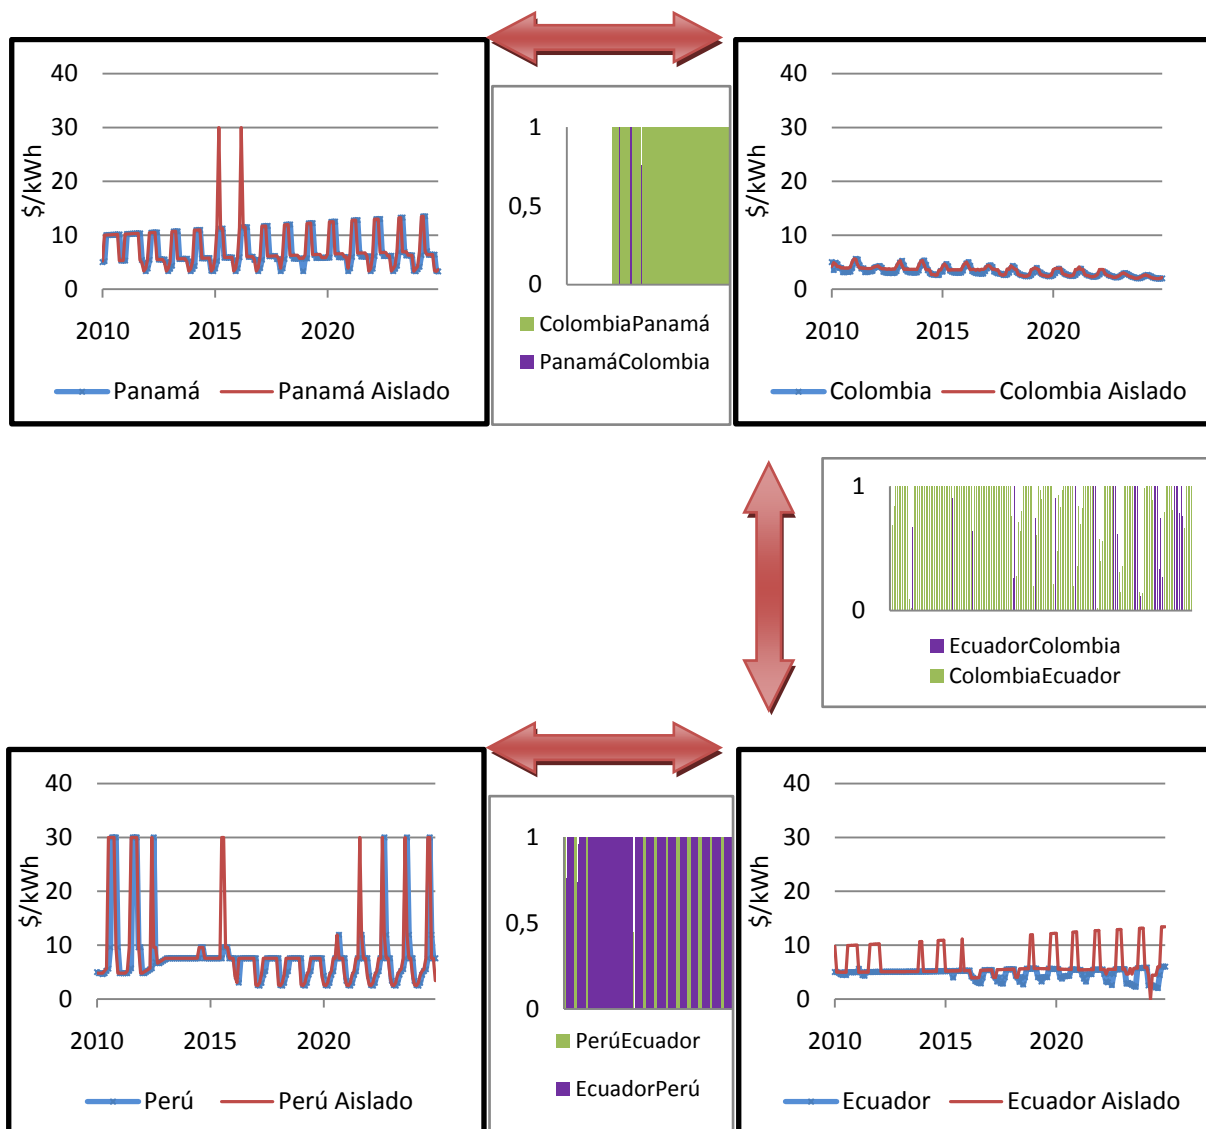 40
30
20
10
0
$/kWh
2010 2015 2020
Panamá Panamá Aislado
1
0,5
0
ColombiaPanamá
PanamáColombia
40
30
20
10
0
$/kWh
2010 2015 2020
Colombia Colombia Aislado
1
0
EcuadorColombia
ColombiaEcuador
40
30
20
10
0
$/kWh
2010 2015 2020
Perú Perú Aislado
1
0,5
0
PerúEcuador
EcuadorPerú
40
30
20
10
0
$/kWh
2010 2015 2020
Ecuador Ecuador Aislado